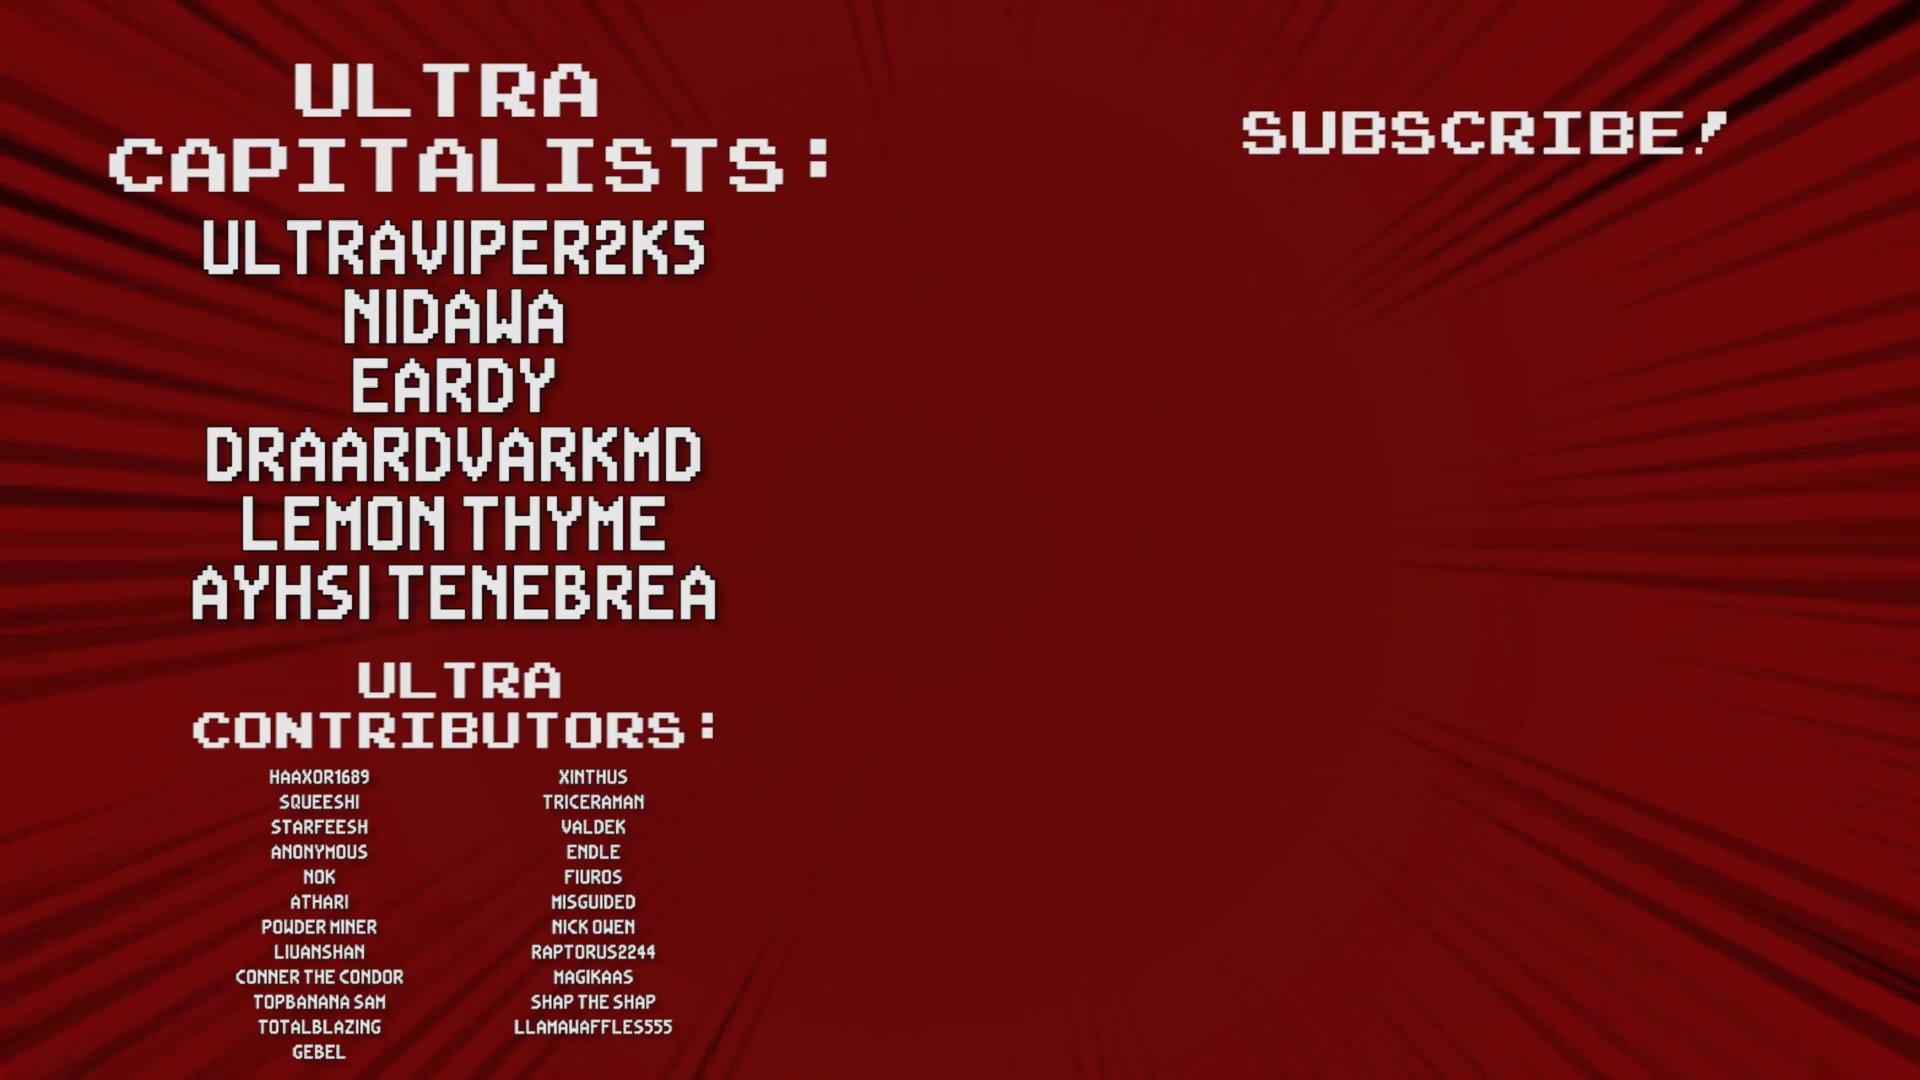 ULTRA
CAPITALISTS:
ULTRAVIPER2K5
NIDAWA
EARDY
DRAARDVARKMD
LEMON THYME
AYHSI TENEBREA
ULTRA
CONTRIBUTORS:
HAAXOR1689
SQUEESHI
STARFEESH
ANONYMOUS
NOK
ATHARI
POWDER MINER
LIUANSHAN
CONNER THE CONDOR
TOPBANANA SAM
TOTALBLAZING
GEBEL
XINTHUS
TRICERAMAN
VALDEK
ENDLE
FIUROS
MISGUIDED
NICK OWEN
RAPTORUS2244
MAGIKAAS
SHAP THE SHAP
LLAMAWAFFLES555
SUBSCRIBE!